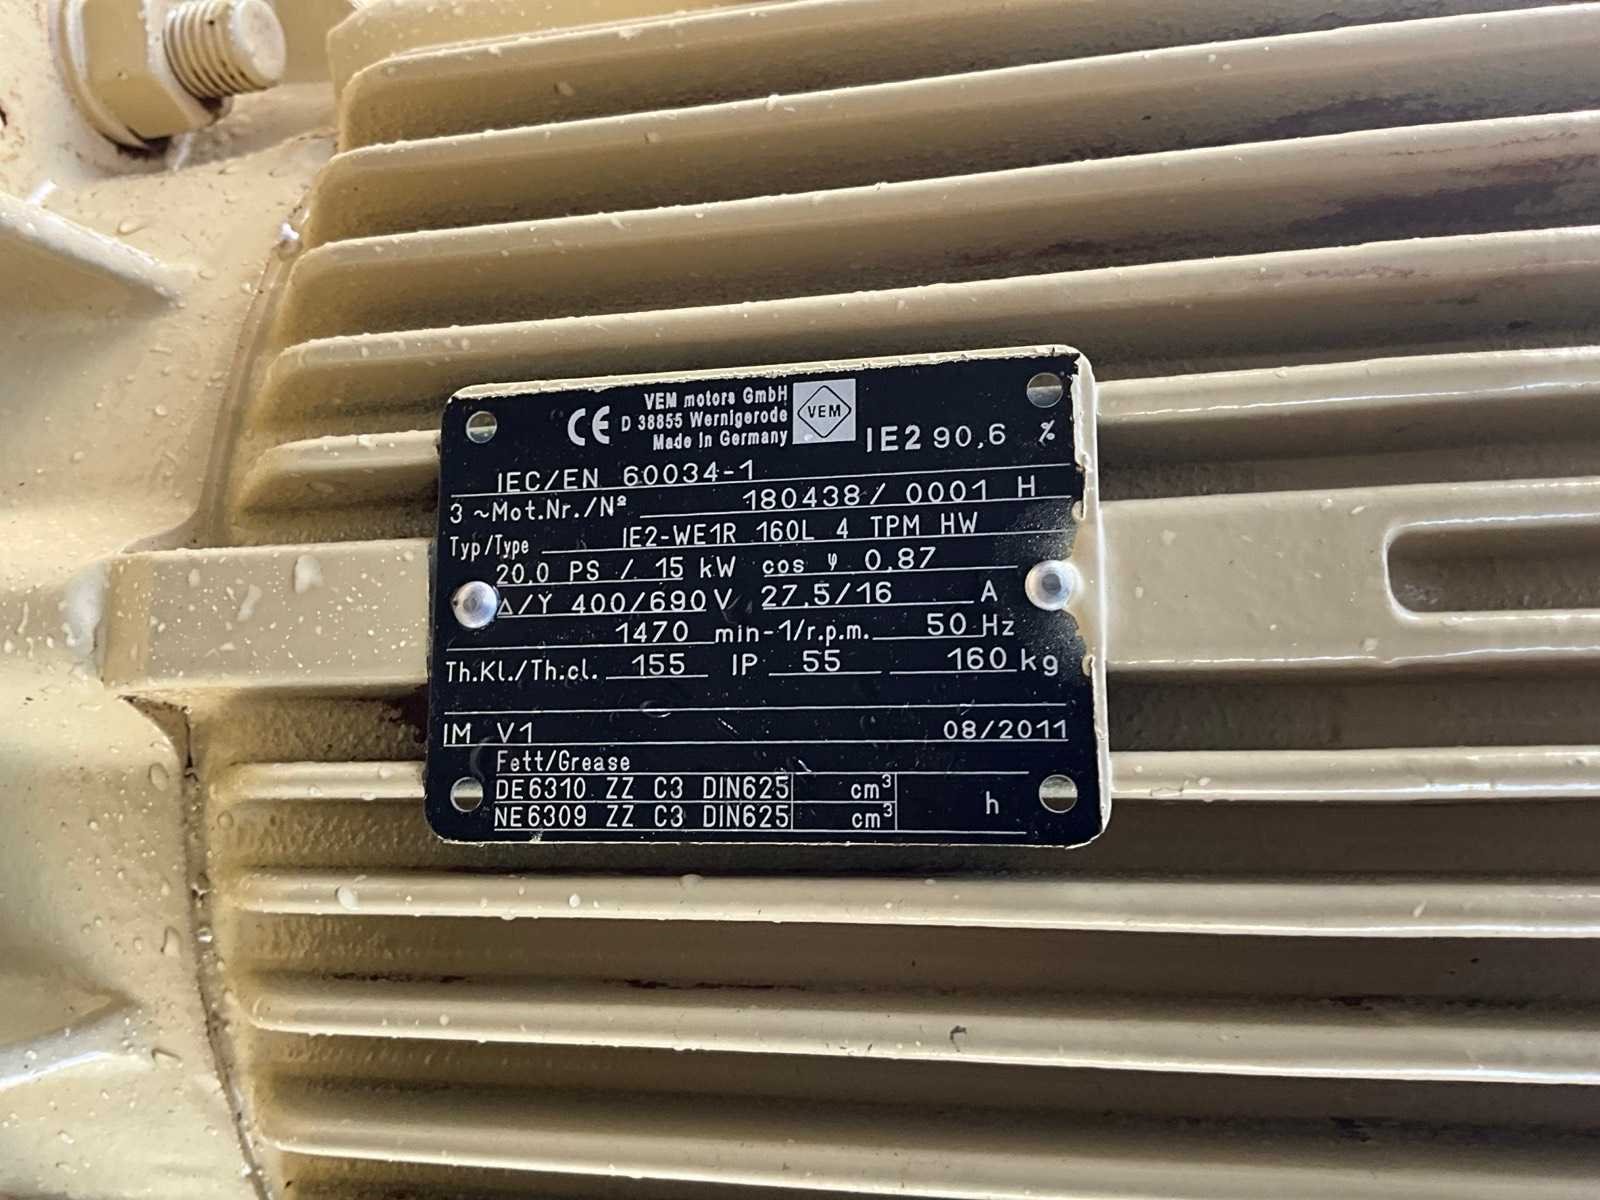 VEM motors GmbH
D 38855 Wernigerode
Made in Germany
CE
VEM
IE2 90,6 %
IEC/EN 60034-1
3 ~Mot.Nr./Nº 180438/ 0001 H
Typ/Type IE2-WE1R 160L 4 TPM HW
20,0 PS / 15 kW cos φ 0,87
Δ/Y 400/690 V 27,5/16 A
1470 min-1/r.p.m. 50 Hz
Th.Kl./Th.cl. 155 IP 55 160 kg
IM V1 08/2011
Fett/Grease
DE6310 ZZ C3 DIN625 cm³
NE6309 ZZ C3 DIN625 cm³ h